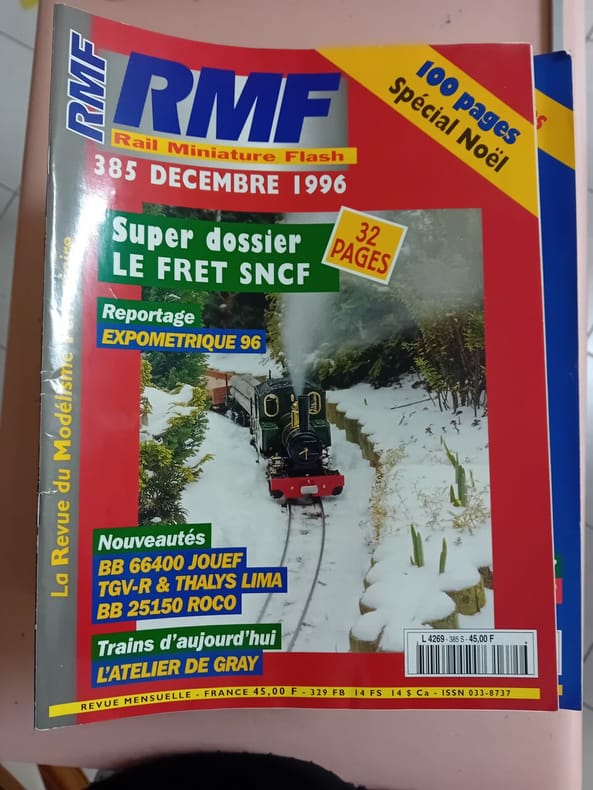 RMF
RMF
Rail Miniature Flash
385 DECEMBRE 1996
100 pages
Spécial Noël
Super dossier
LE FRET SNCF
32
PAGES
Reportage
EXPOMETRIQUE 96
La Revue du Modélisme
Nouveautés
BB 66400 JOUEF
TGV-R & THALYS LIMA
BB 25150 ROCO
Trains d'aujourd'hui
L'ATELIER DE GRAY
L 4269 - 385 S - 45,00 F
REVUE MENSUELLE - FRANCE 45,00 F - 329 FB 14 FS 14 $ Ca - ISSN 033-8737